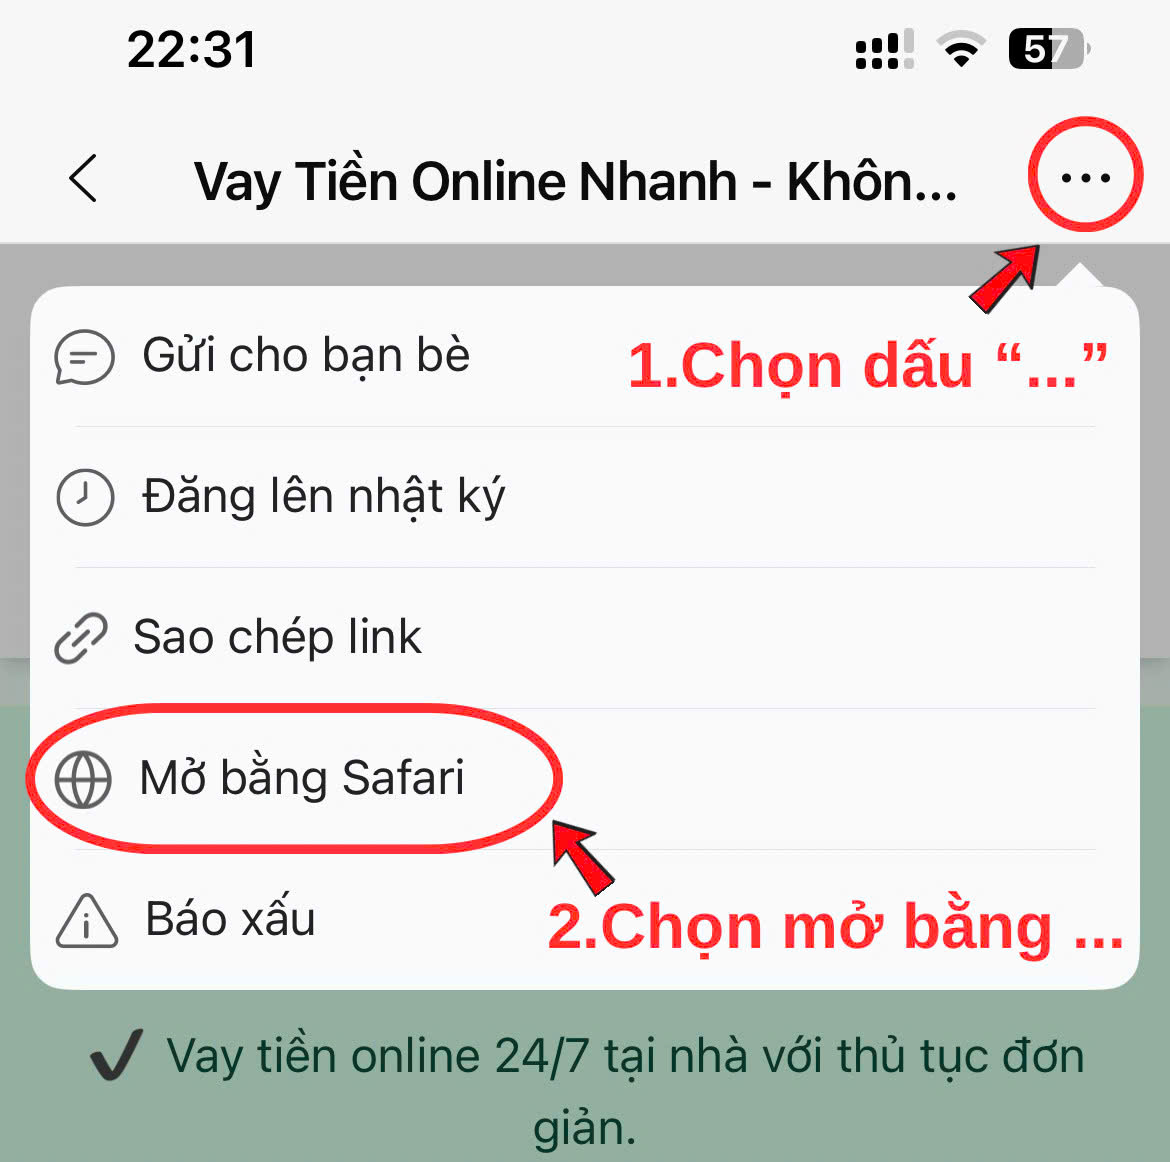 22:31
57
Vay Tiền Online Nhanh - Khôn...
Gửi cho bạn bè
1.Chọn dấu “...”
Đăng lên nhật ký
Sao chép link
Mở bằng Safari
Báo xấu
2.Chọn mở bằng ...
✔ Vay tiền online 24/7 tại nhà với thủ tục đơn
giản.